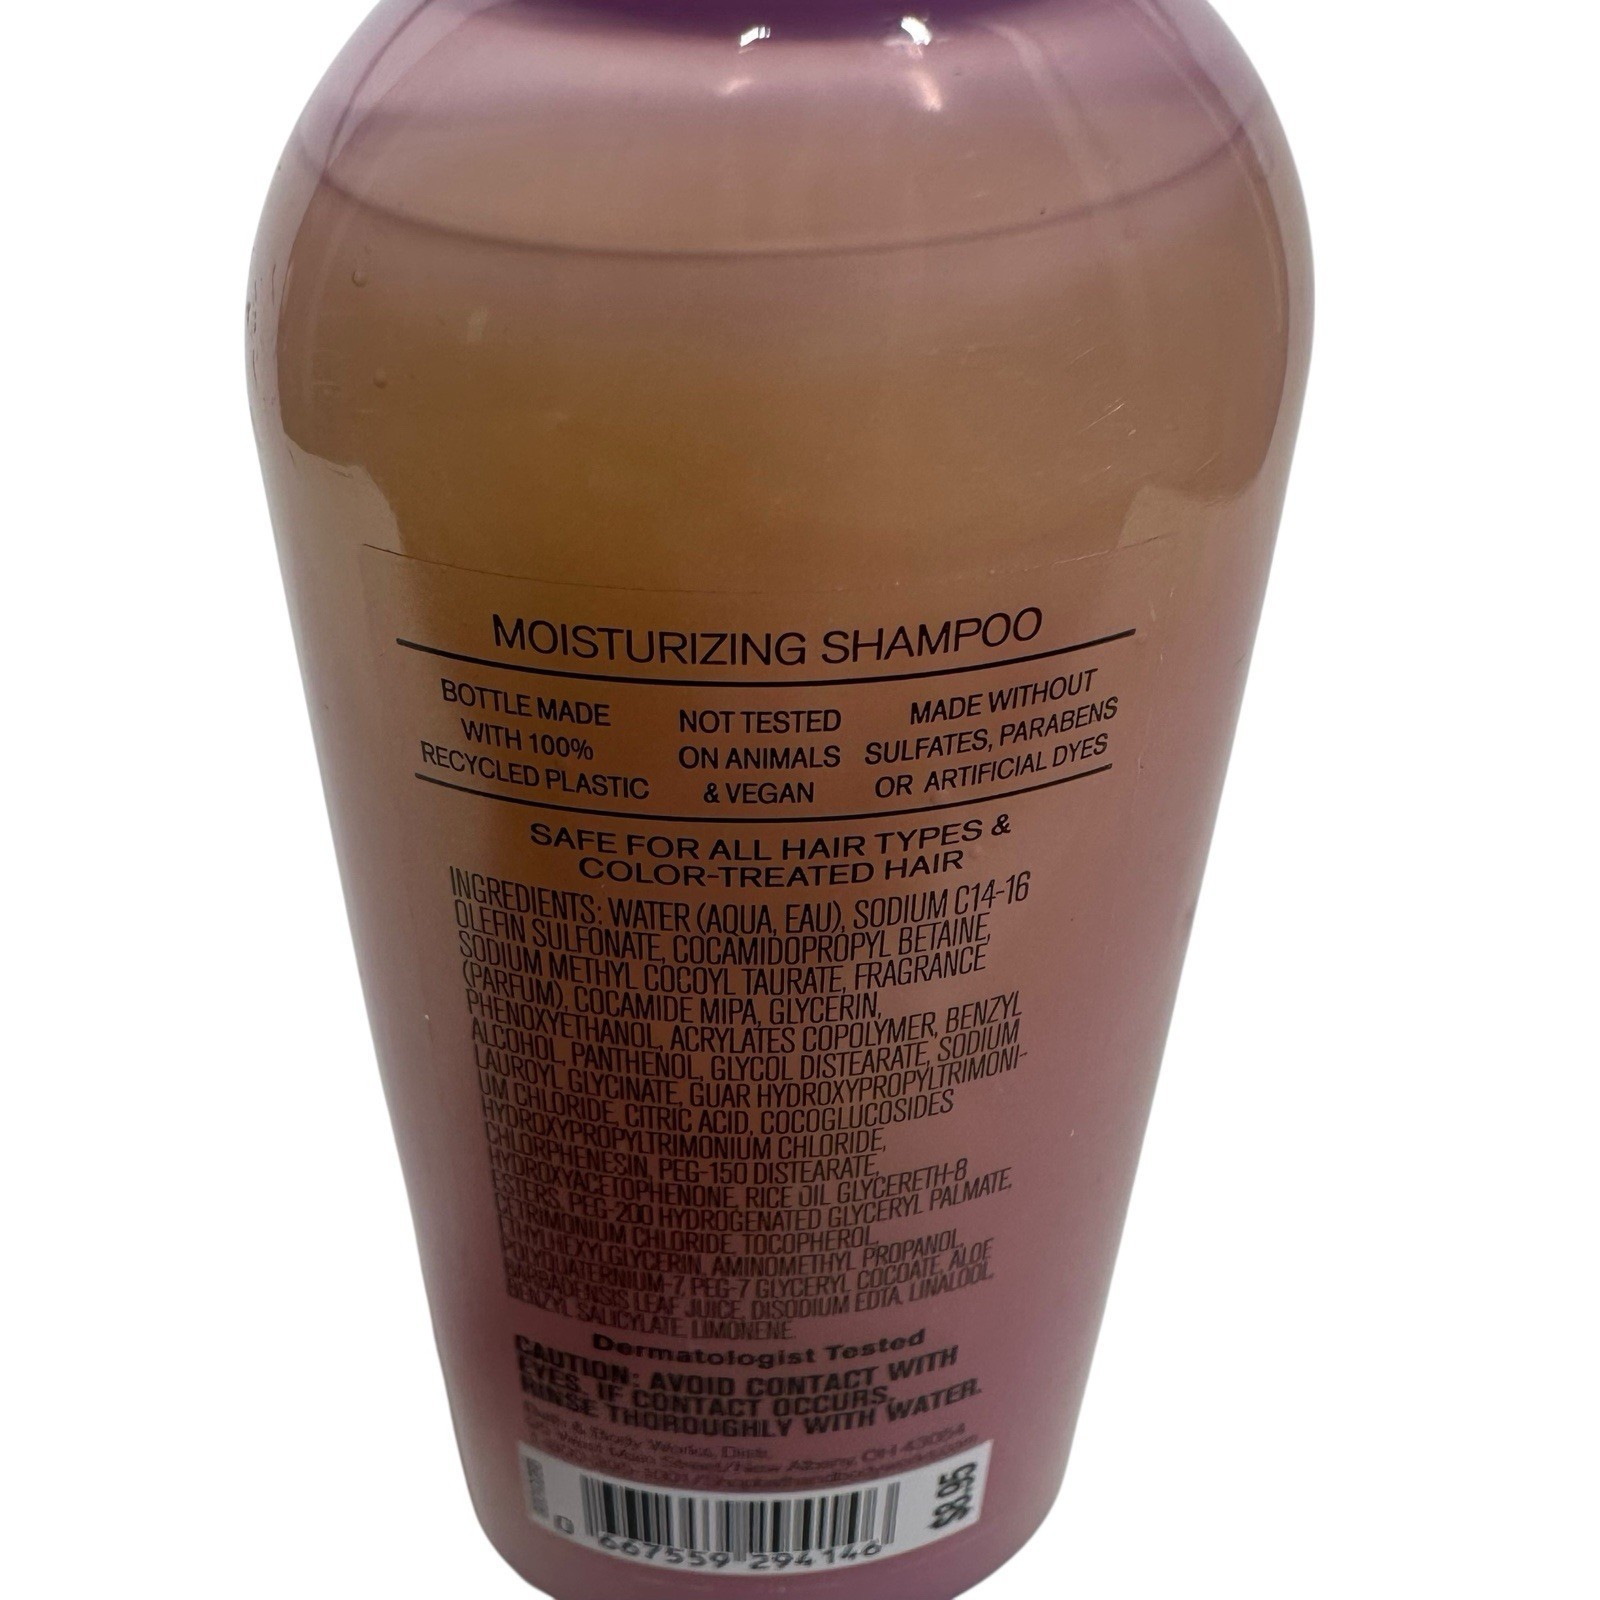 MOISTURIZING SHAMPOO
BOTTLE MADE
WITH 100%
RECYCLED PLASTIC
NOT TESTED
ON ANIMALS
& VEGAN
MADE WITHOUT
SULFATES, PARABENS
OR ARTIFICIAL DYES
SAFE FOR ALL HAIR TYPES &
COLOR-TREATED HAIR
INGREDIENTS: WATER (AQUA, EAU), SODIUM C14-16
OLEFIN SULFONATE, COCAMIDOPROPYL BETAINE,
SODIUM METHYL COCOYL TAURATE, FRAGRANCE
(PARFUM), COCAMIDE MIPA, GLYCERIN,
PHENOXYETHANOL, ACRYLATES COPOLYMER, BENZYL
ALCOHOL, PANTHENOL, GLYCOL DISTEARATE, SODIUM
LAUROYL GLYCINATE, GUAR HYDROXYPROPYLTRIMONI-
UM CHLORIDE, CITRIC ACID, COCOGLUCOSIDES
HYDROXYPROPYLTRIMONIUM CHLORIDE,
CHLORPHENESIN, PEG-150 DISTEARATE,
HYDROXYACETOPHENONE, RICE OIL GLYCERETH-8
ESTERS, PEG-200 HYDROGENATED GLYCERYL PALMATE,
CETRIMONIUM CHLORIDE, TOCOPHEROL,
ETHYLHEXYLGLYCERIN, AMINOMETHYL PROPANOL,
POLYQUATERNIUM-7, PEG-7 GLYCERYL COCOATE, ALOE
BARBADENSIS LEAF JUICE, DISODIUM EDTA, LINALOOL,
BENZYL SALICYLATE, LIMONENE.
Dermatologist Tested
CAUTION: AVOID CONTACT WITH
EYES. IF CONTACT OCCURS,
RINSE THOROUGHLY WITH WATER.
Bath & Body Works, Distr.
Main Street/New Albany, OH 43054
$8.95
0 667559 294146